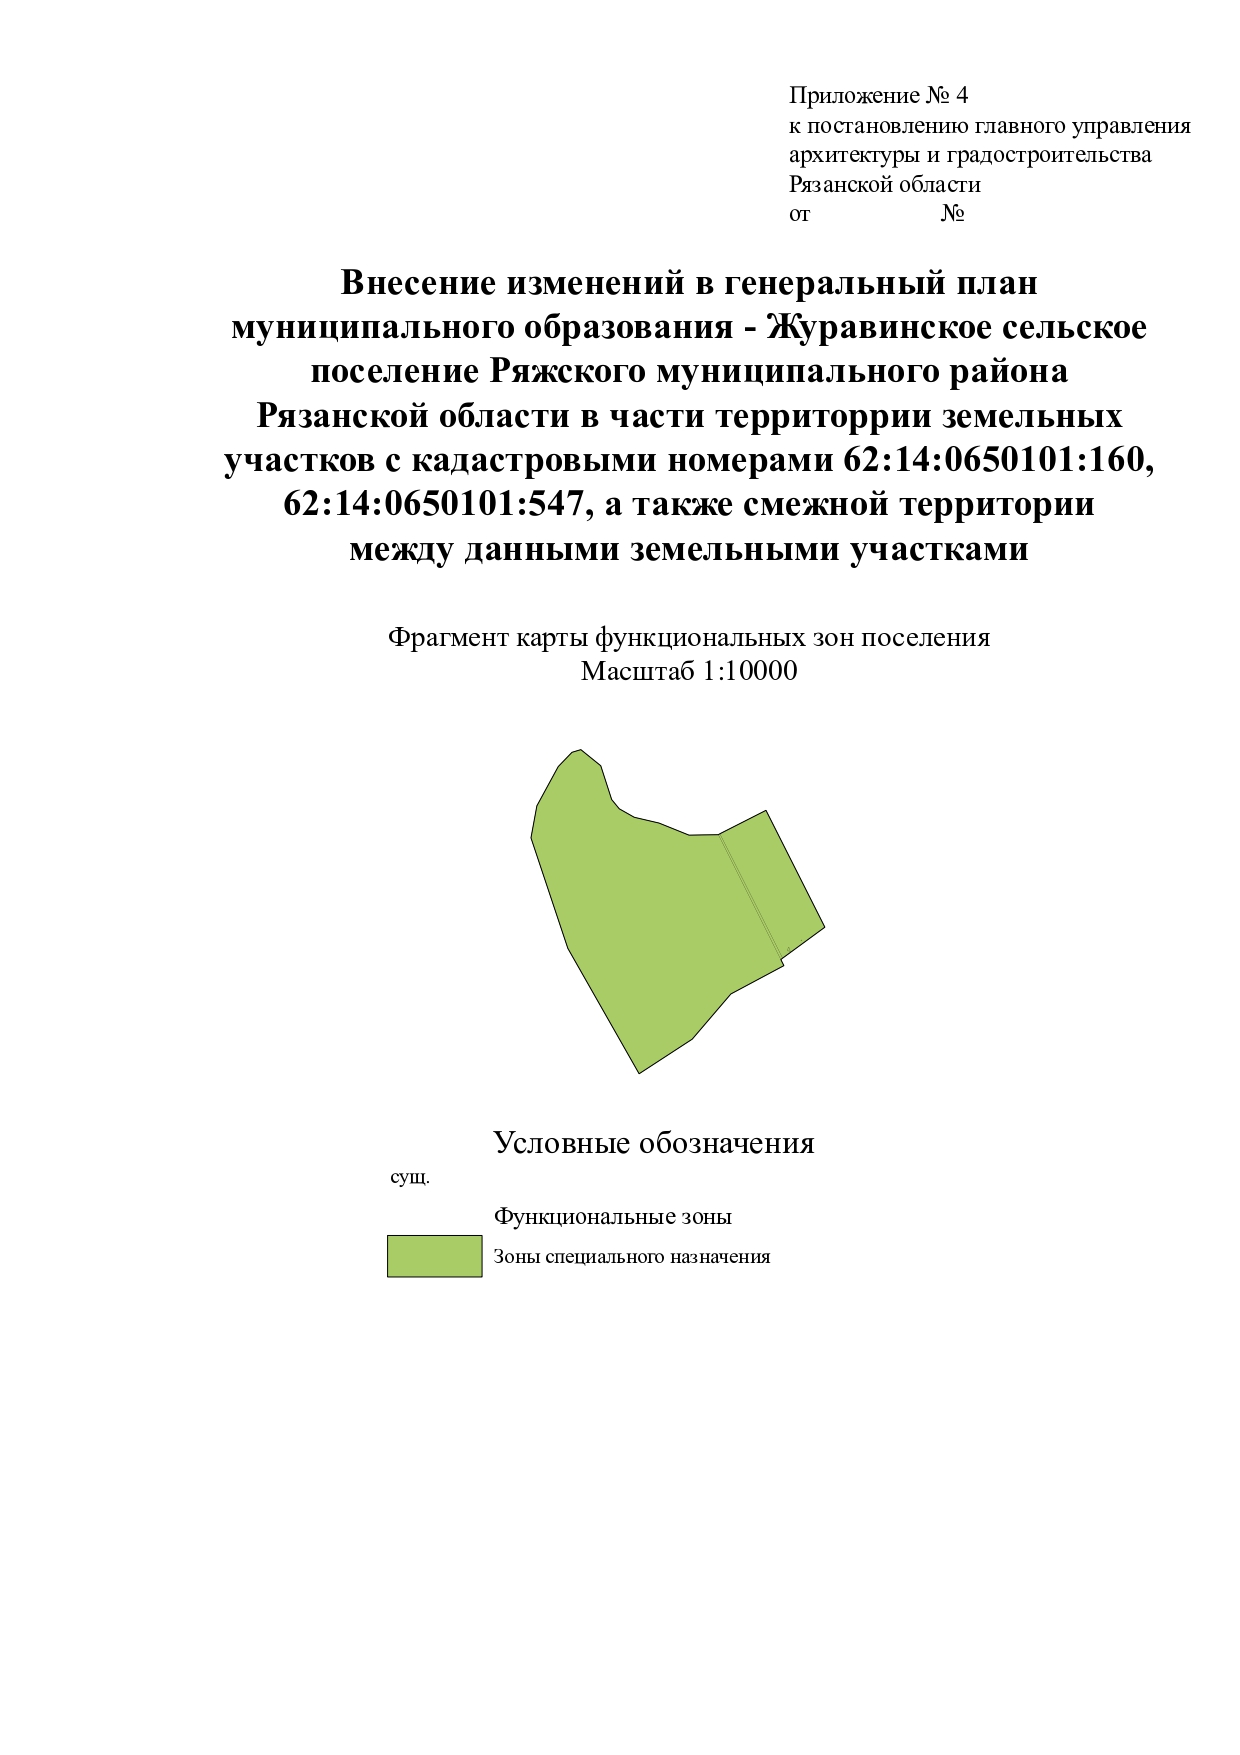 Приложение № 4
к постановлению главного управления
архитектуры и градостроительства
Рязанской области
от №
Внесение изменений в генеральный план
муниципального образования - Журавинское сельское
поселение Ряжского муниципального района
Рязанской области в части территоррии земельных
участков с кадастровыми номерами 62:14:0650101:160,
62:14:0650101:547, а также смежной территории
между данными земельными участками
Фрагмент карты функциональных зон поселения
Масштаб 1:10000
Условные обозначения
сущ.
Функциональные зоны
Зоны специального назначения